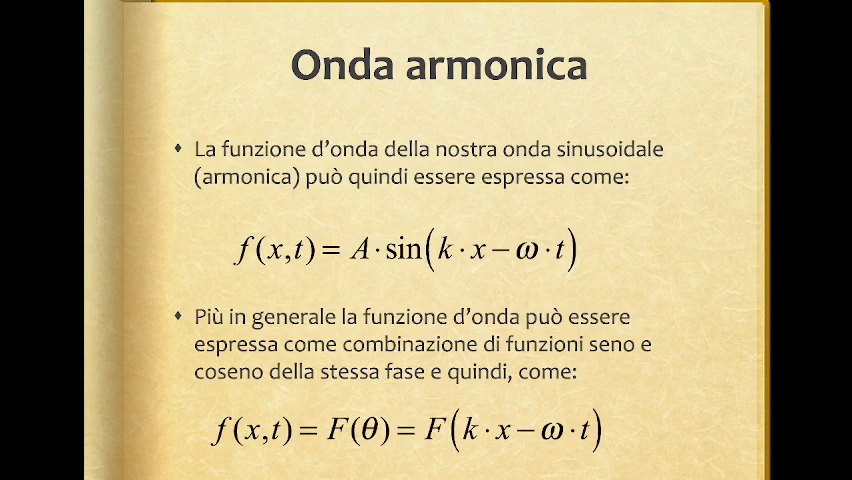 Onda armonica
♦ La funzione d’onda della nostra onda sinusoidale
(armonica) può quindi essere espressa come:
f(x,t) = A · sin(k · x − ω · t)
♦ Più in generale la funzione d’onda può essere
espressa come combinazione di funzioni seno e
coseno della stessa fase e quindi, come:
f(x,t) = F(θ) = F(k · x − ω · t)